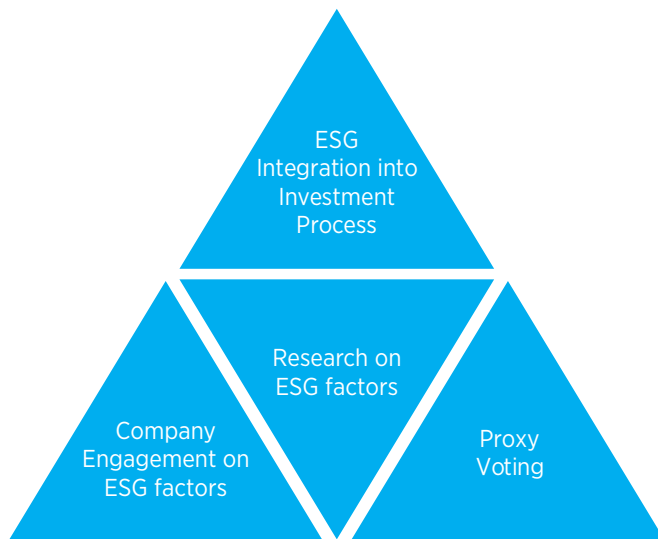 ESG
Integration into
Investment
Process
Research on
ESG factors
Company
Engagement on
ESG factors
Proxy
Voting